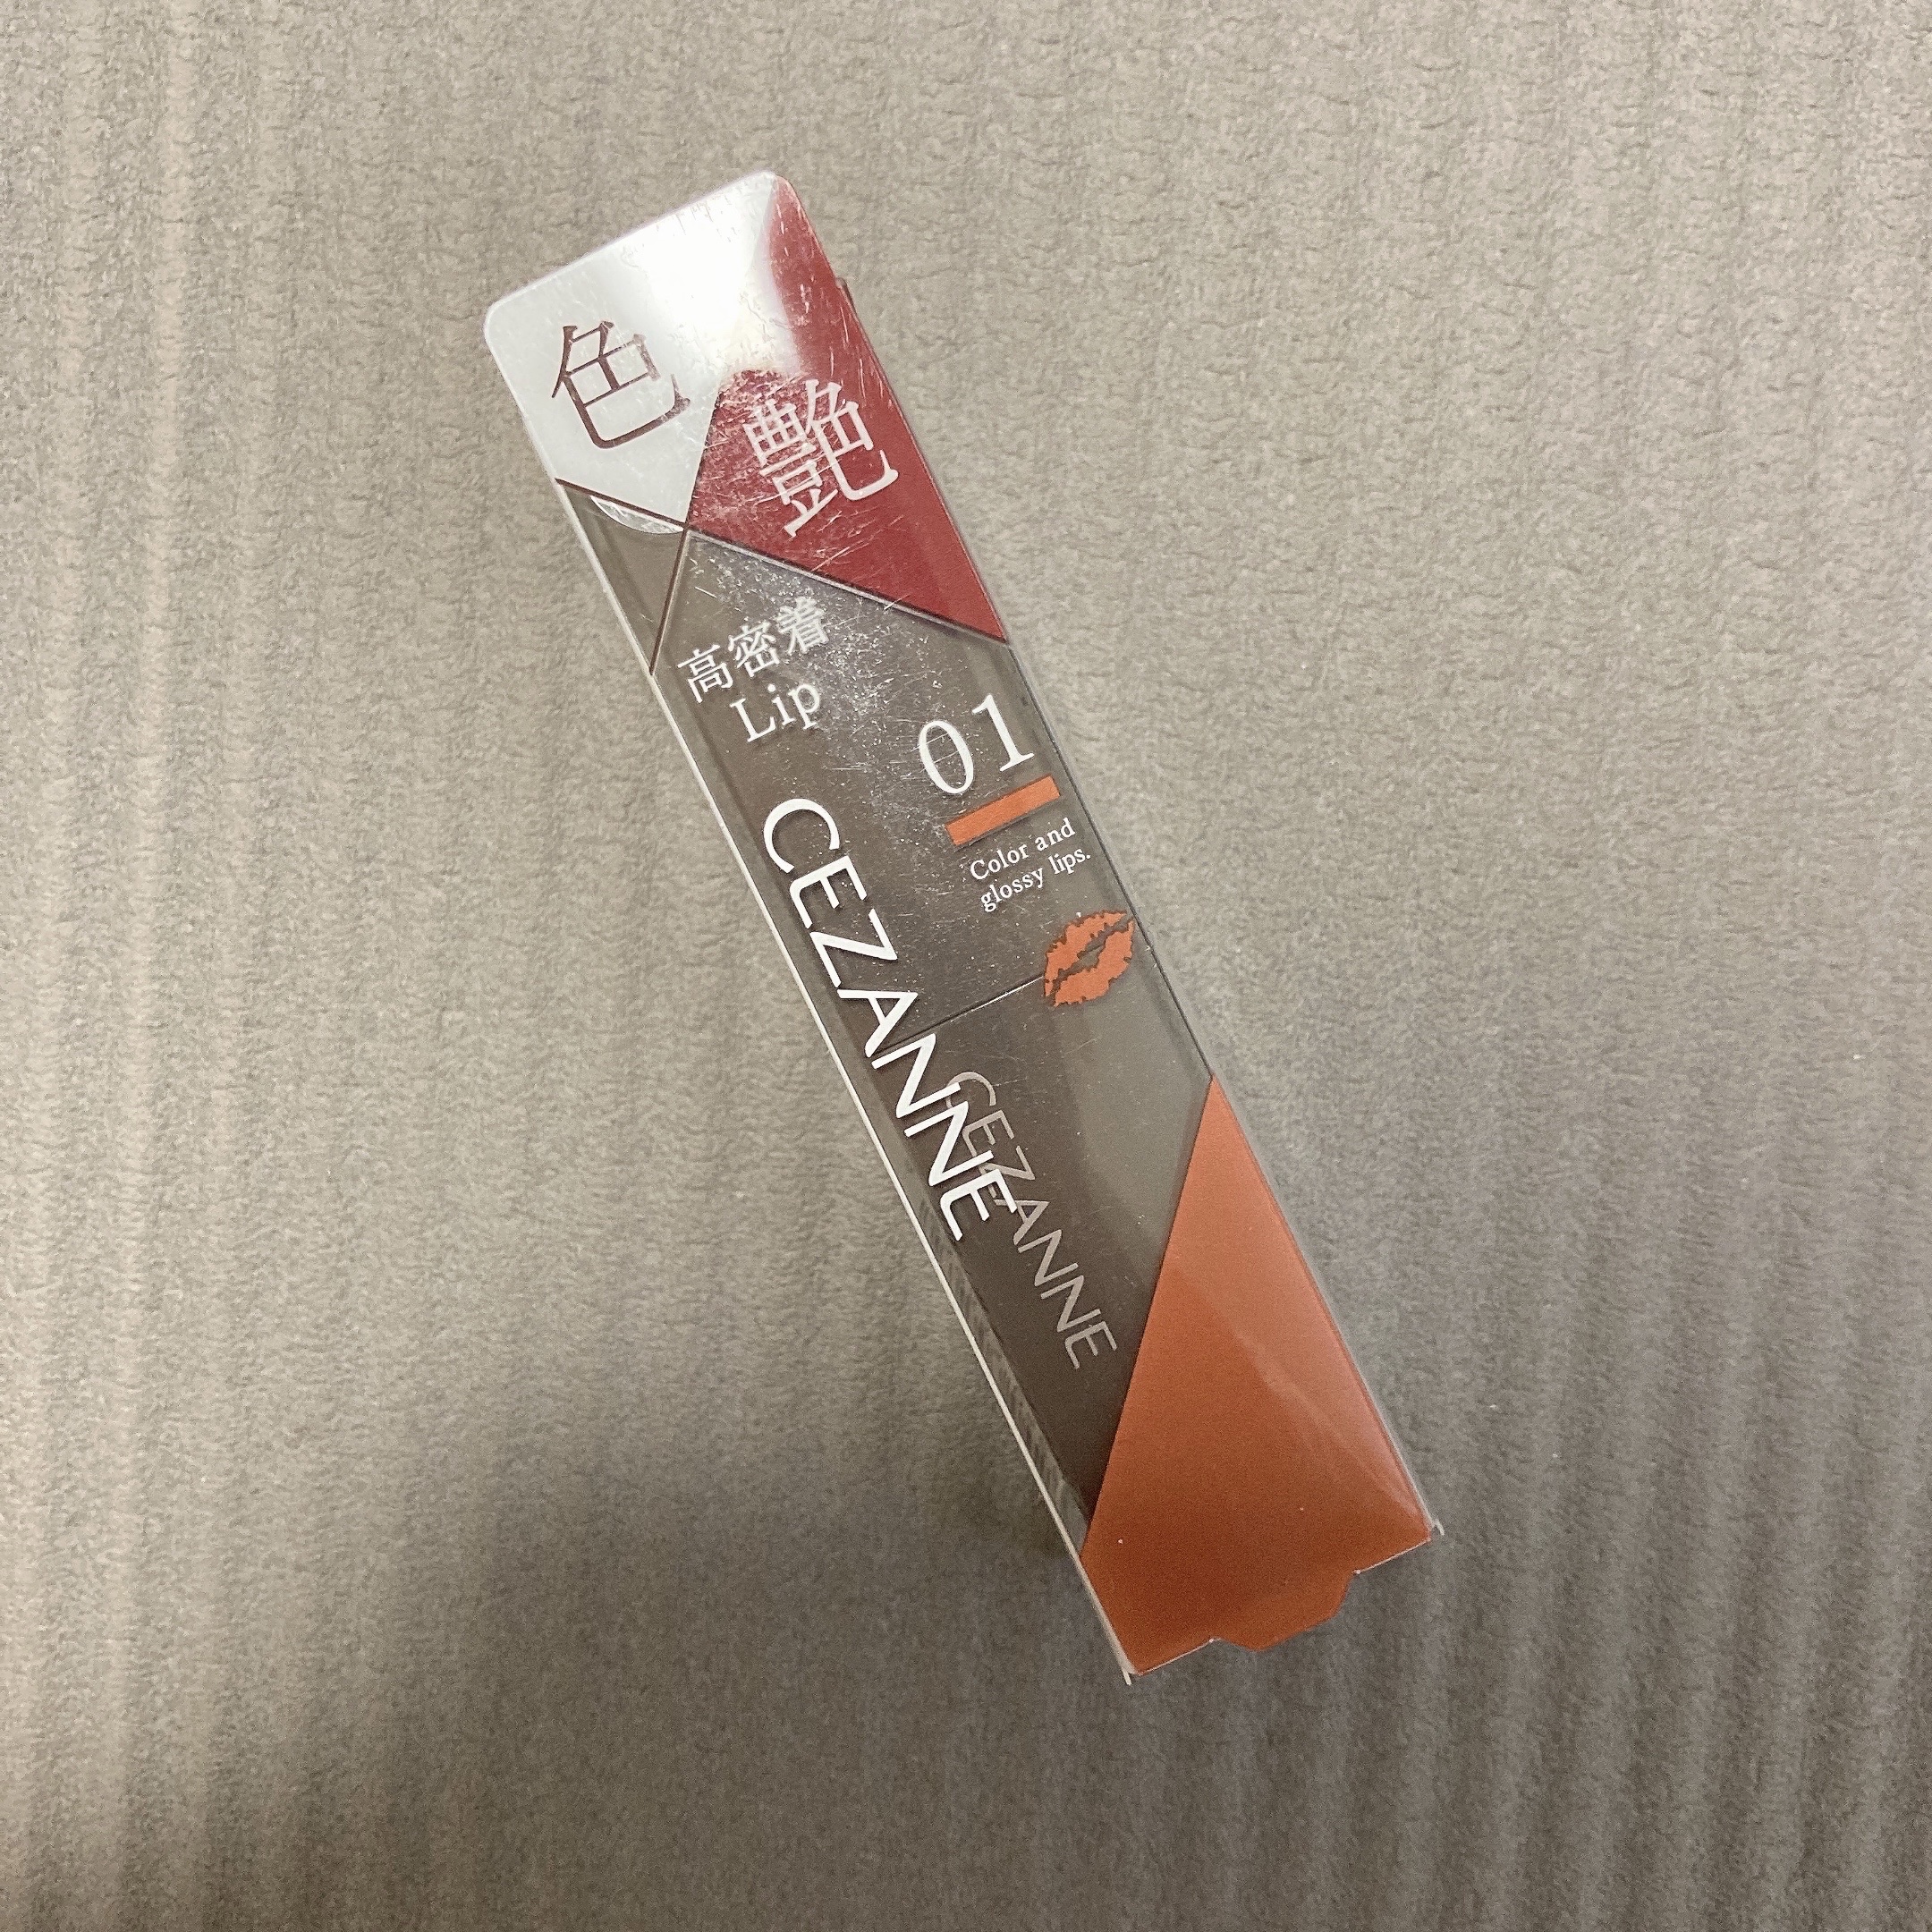 色
艶
高密着
Lip
01
Color and
glossy lips.
CEZANNE
CEZANNE